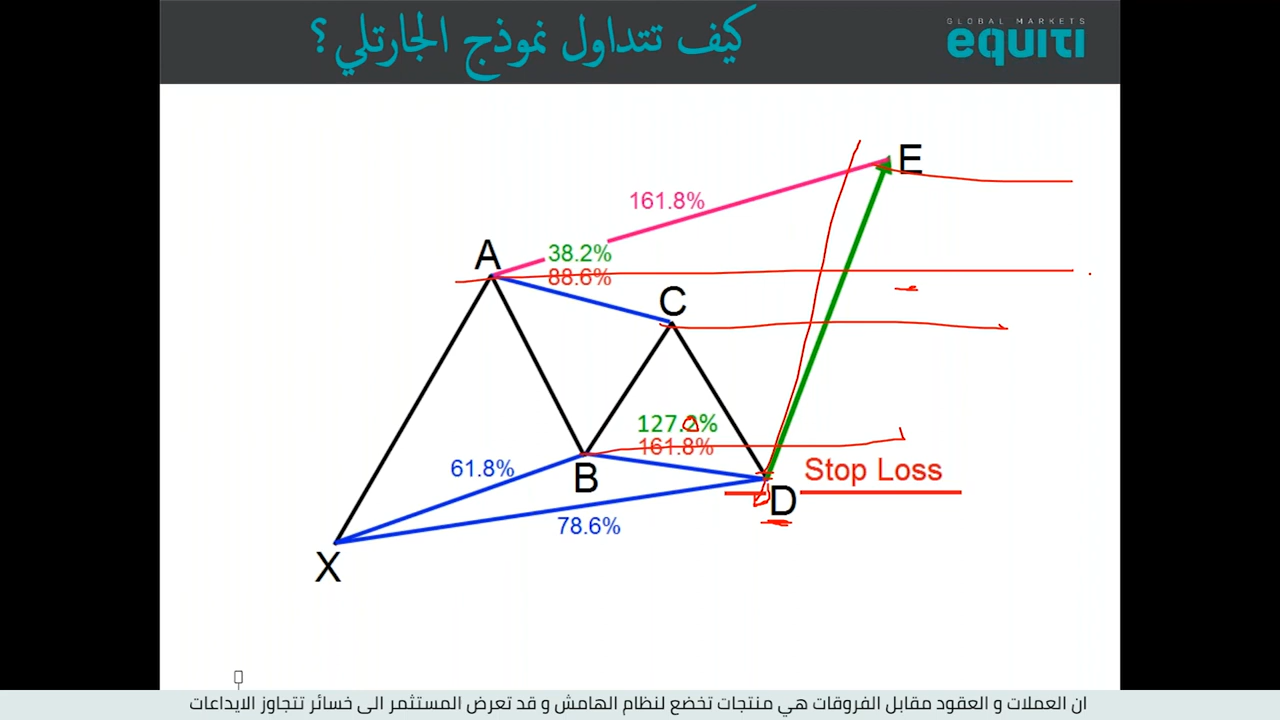 كيف تتداول نموذج الجارتلي؟
GLOBAL MARKETS
equiti
E
161.8%
A
38.2%
88.6%
C
127.2%
161.8%
61.8%
B
Stop Loss
D
78.6%
X
ان العملات و العقود مقابل الفروقات هي منتجات تخضع لنظام الهامش و قد تعرض المستثمر الى خسائر تتجاوز الايداعات